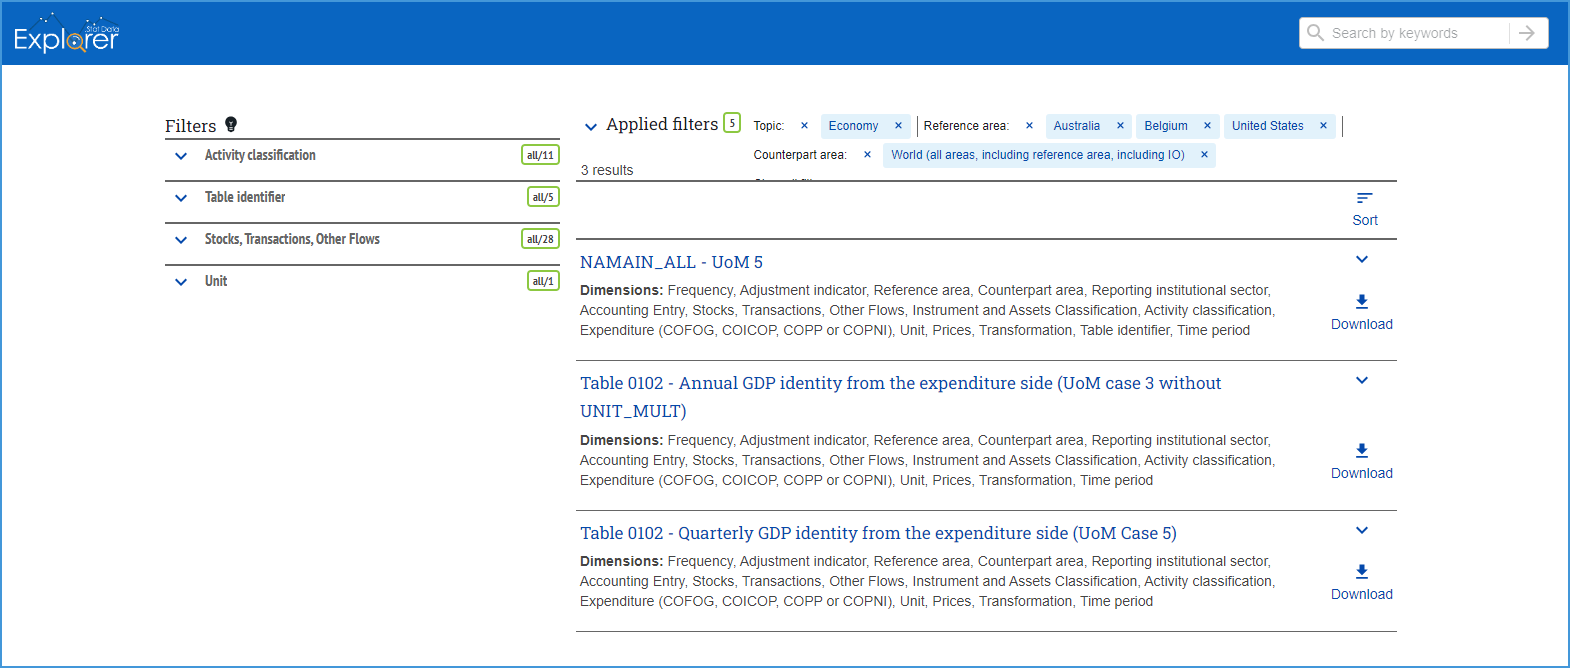 Stat Data
Explorer
Search by keywords
Filters
Activity classification all/11
Table identifier all/5
Stocks, Transactions, Other Flows all/28
Unit all/1
Applied filters 5 Topic: × Economy × Reference area: × Australia × Belgium × United States ×
Counterpart area: × World (all areas, including reference area, including IO) ×
3 results
Sort
NAMAIN_ALL - UoM 5
Dimensions: Frequency, Adjustment indicator, Reference area, Counterpart area, Reporting institutional sector,
Accounting Entry, Stocks, Transactions, Other Flows, Instrument and Assets Classification, Activity classification,
Expenditure (COFOG, COICOP, COPP or COPNI), Unit, Prices, Transformation, Table identifier, Time period
Download
Table 0102 - Annual GDP identity from the expenditure side (UoM case 3 without
UNIT_MULT)
Dimensions: Frequency, Adjustment indicator, Reference area, Counterpart area, Reporting institutional sector,
Accounting Entry, Stocks, Transactions, Other Flows, Instrument and Assets Classification, Activity classification,
Expenditure (COFOG, COICOP, COPP or COPNI), Unit, Prices, Transformation, Time period
Download
Table 0102 - Quarterly GDP identity from the expenditure side (UoM Case 5)
Dimensions: Frequency, Adjustment indicator, Reference area, Counterpart area, Reporting institutional sector,
Accounting Entry, Stocks, Transactions, Other Flows, Instrument and Assets Classification, Activity classification,
Expenditure (COFOG, COICOP, COPP or COPNI), Unit, Prices, Transformation, Time period
Download